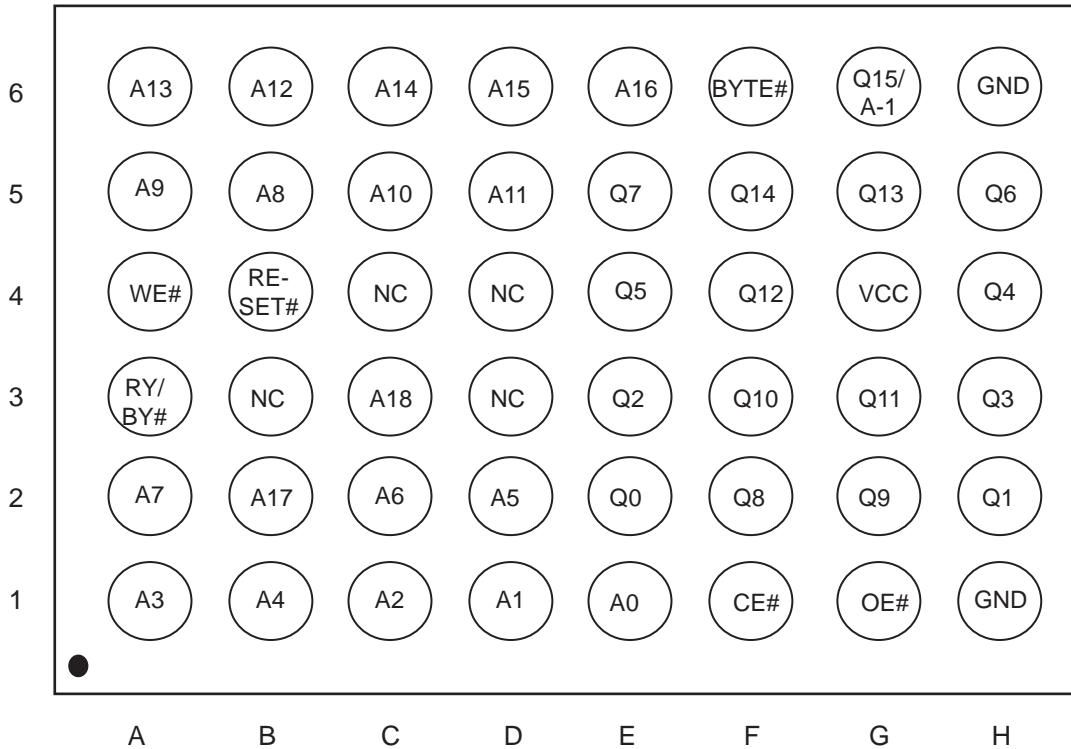 6 A13 A12 A14 A15 A16 BYTE# Q15/ GND
A-1
5 A9 A8 A10 A11 Q7 Q14 Q13 Q6
4 WE# RE- NC NC Q5 Q12 VCC Q4
SET#
3 RY/ NC A18 NC Q2 Q10 Q11 Q3
BY#
2 A7 A17 A6 A5 Q0 Q8 Q9 Q1
1 A3 A4 A2 A1 A0 CE# OE# GND
A B C D E F G H